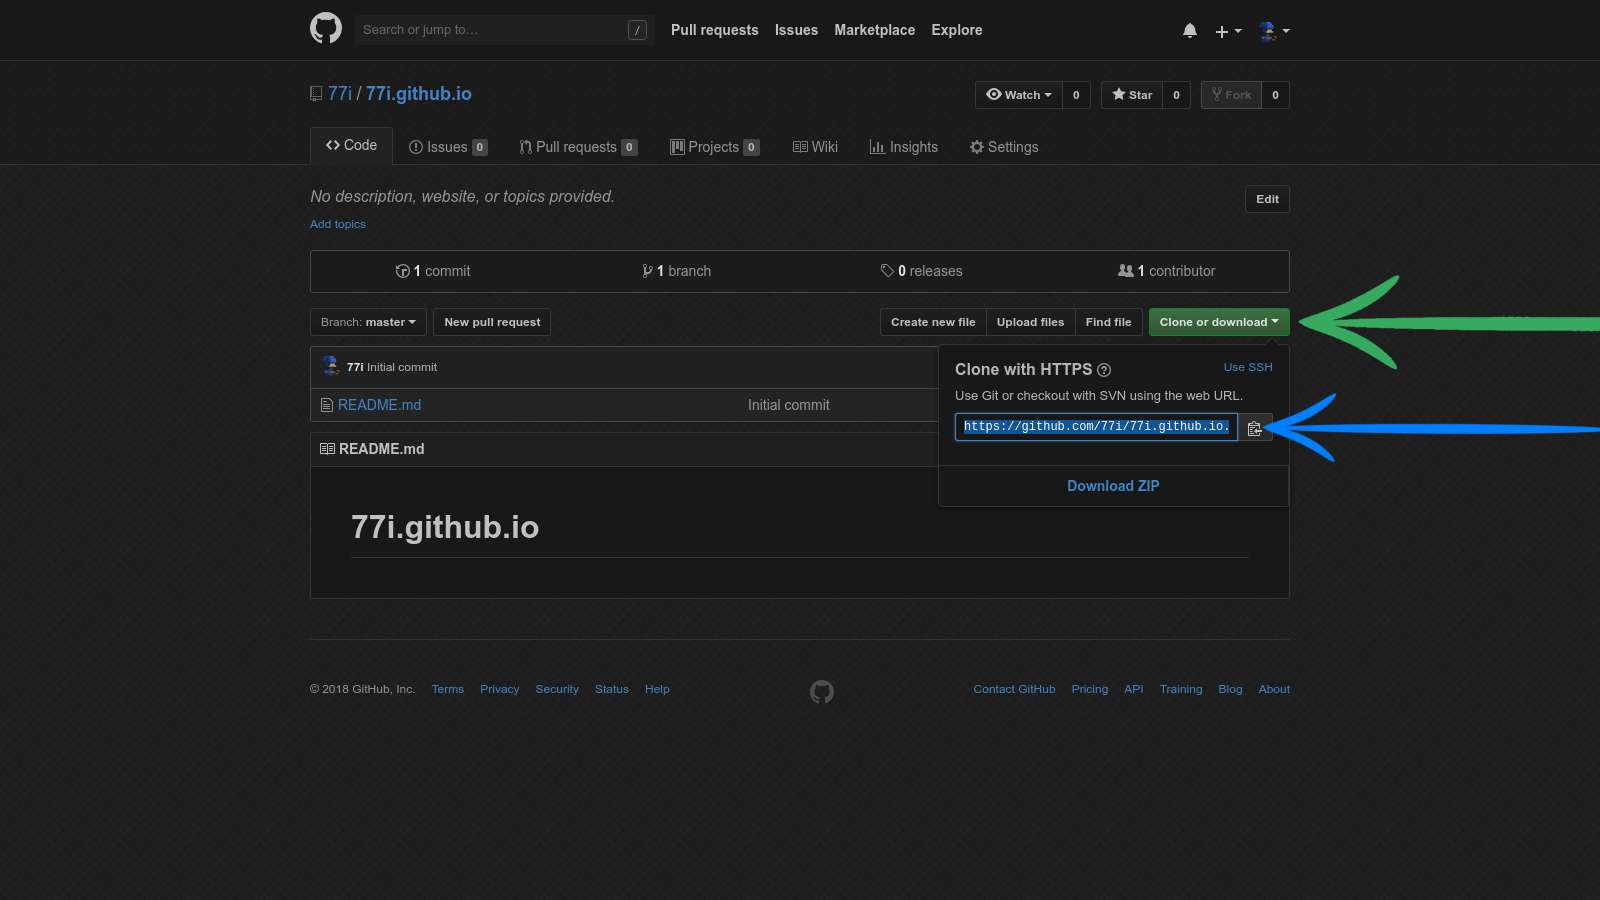 Search or jump to… / Pull requests Issues Marketplace Explore
77i / 77i.github.io Watch 0 Star 0 Fork 0
Code Issues 0 Pull requests 0 Projects 0 Wiki Insights Settings
No description, website, or topics provided. Edit
Add topics
1 commit 1 branch 0 releases 1 contributor
Branch: master New pull request Create new file Upload files Find file Clone or download
77i Initial commit
README.md Initial commit
Clone with HTTPS ? Use SSH
Use Git or checkout with SVN using the web URL.
https://github.com/77i/77i.github.io.
Download ZIP
README.md
77i.github.io
© 2018 GitHub, Inc. Terms Privacy Security Status Help Contact GitHub Pricing API Training Blog About